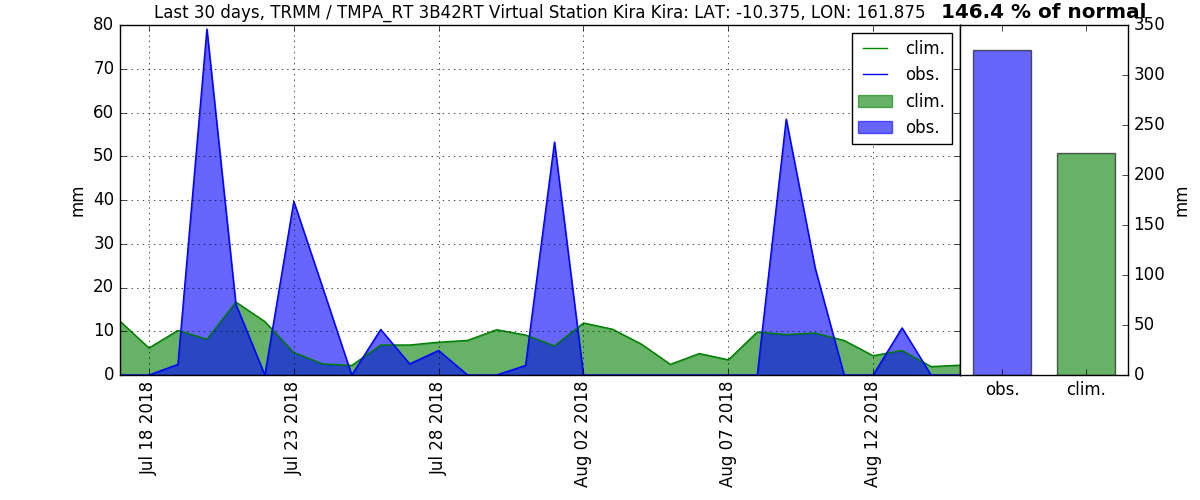 Last 30 days, TRMM / TMPA_RT 3B42RT Virtual Station Kira Kira: LAT: -10.375, LON: 161.875 146.4 % of normal
80
70
60
50
40
30
20
10
0
mm
clim.
obs.
clim.
obs.
350
300
250
200
150
100
50
0
mm
obs. clim.
Jul 18 2018
Jul 23 2018
Jul 28 2018
Aug 02 2018
Aug 07 2018
Aug 12 2018